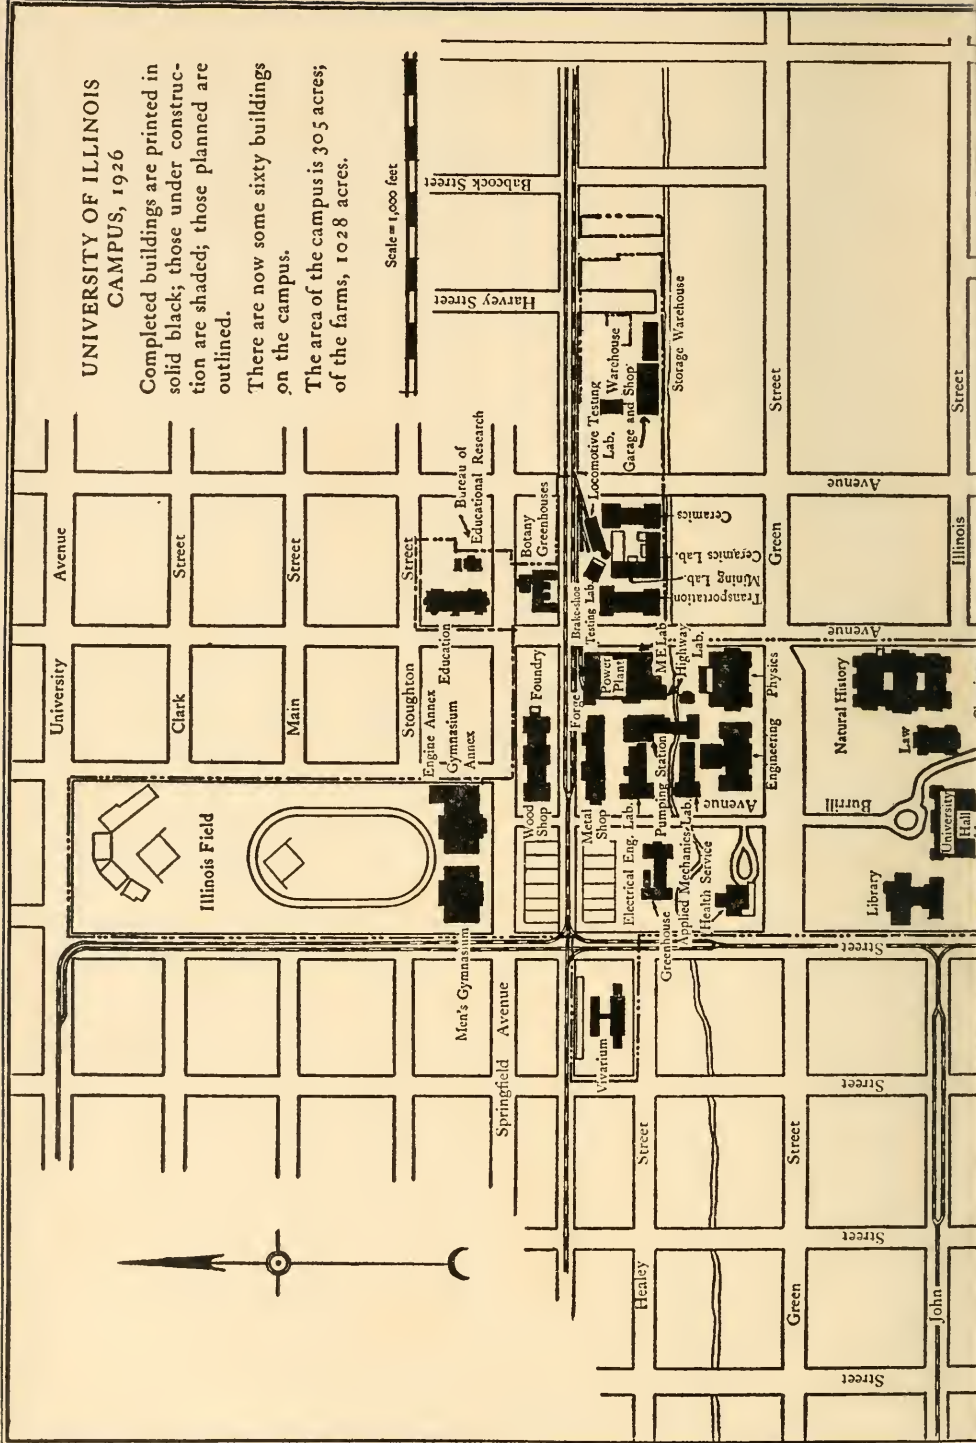 UNIVERSITY OF ILLINOIS
CAMPUS, 1926
Completed buildings are printed in
solid black; those under construc-
tion are shaded; those planned are
outlined.
There are now some sixty buildings
on the campus.
The area of the campus is 305 acres;
of the farms, 1028 acres.
Scale = 1,000 feet
University
Avenue
Clark
Street
Main
Street
Stoughton
Street
Babcock Street
Harvey Street
Illinois Field
Engine Annex
Gymnasium
Annex
Education
Bureau of
Educational Research
Men's Gymnasium
Botany
Greenhouses
Springfield
Avenue
Wood
Shop
Foundry
Forge
Brake-shoe
Testing Lab.
Locomotive Testing
Lab.
Warehouse
Garage and Shop
Storage Warehouse
Metal
Shop
Power
Plant
M E Lab
Highway
Lab.
Transportation
Mining Lab.
Ceramics Lab.
Ceramics
Vivarium
Electrical Eng. Lab.
Pumping Station
Greenhouse
Applied Mechanics Lab.
Health Service
Engineering
Physics
Healey
Street
Green
Street
Green
Street
Avenue
Avenue
Avenue
Burrill
Natural History
Law
University
Hall
Library
Street
Street
Street
Street
John
Illinois
Street